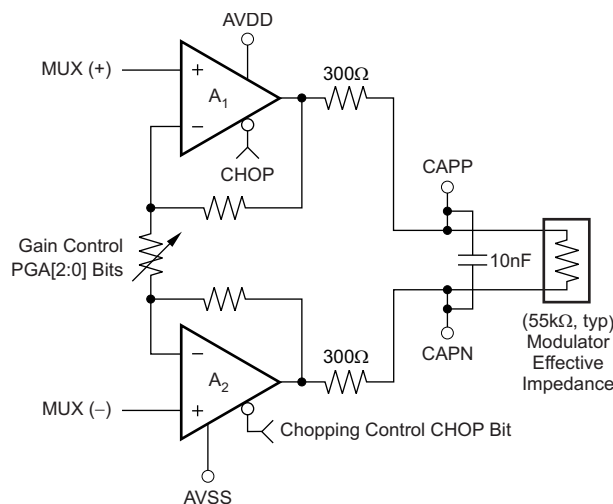 AVDD
MUX (+)
+
A1
−
300Ω
CHOP
CAPP
Gain Control
PGA[2:0] Bits
10nF
(55kΩ, typ)
Modulator
Effective
Impedance
−
A2
+
300Ω
CAPN
MUX (−)
Chopping Control CHOP Bit
AVSS